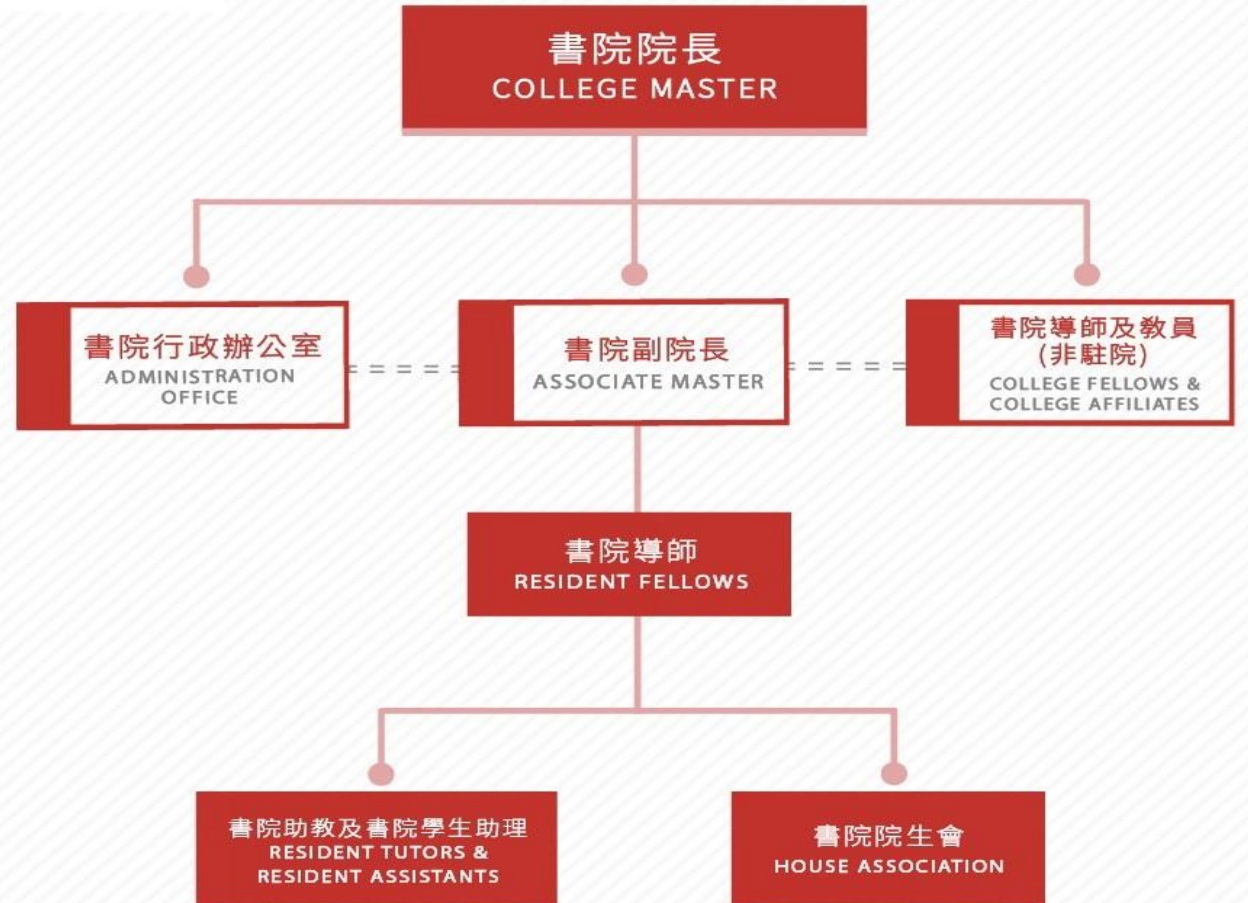 書院院長
COLLEGE MASTER
書院行政辦公室
ADMINISTRATION
OFFICE
書院副院長
ASSOCIATE MASTER
書院導師及教員
(非駐院)
COLLEGE FELLOWS &
COLLEGE AFFILIATES
書院導師
RESIDENT FELLOWS
書院助教及書院學生助理
RESIDENT TUTORS &
RESIDENT ASSISTANTS
書院院生會
HOUSE ASSOCIATION